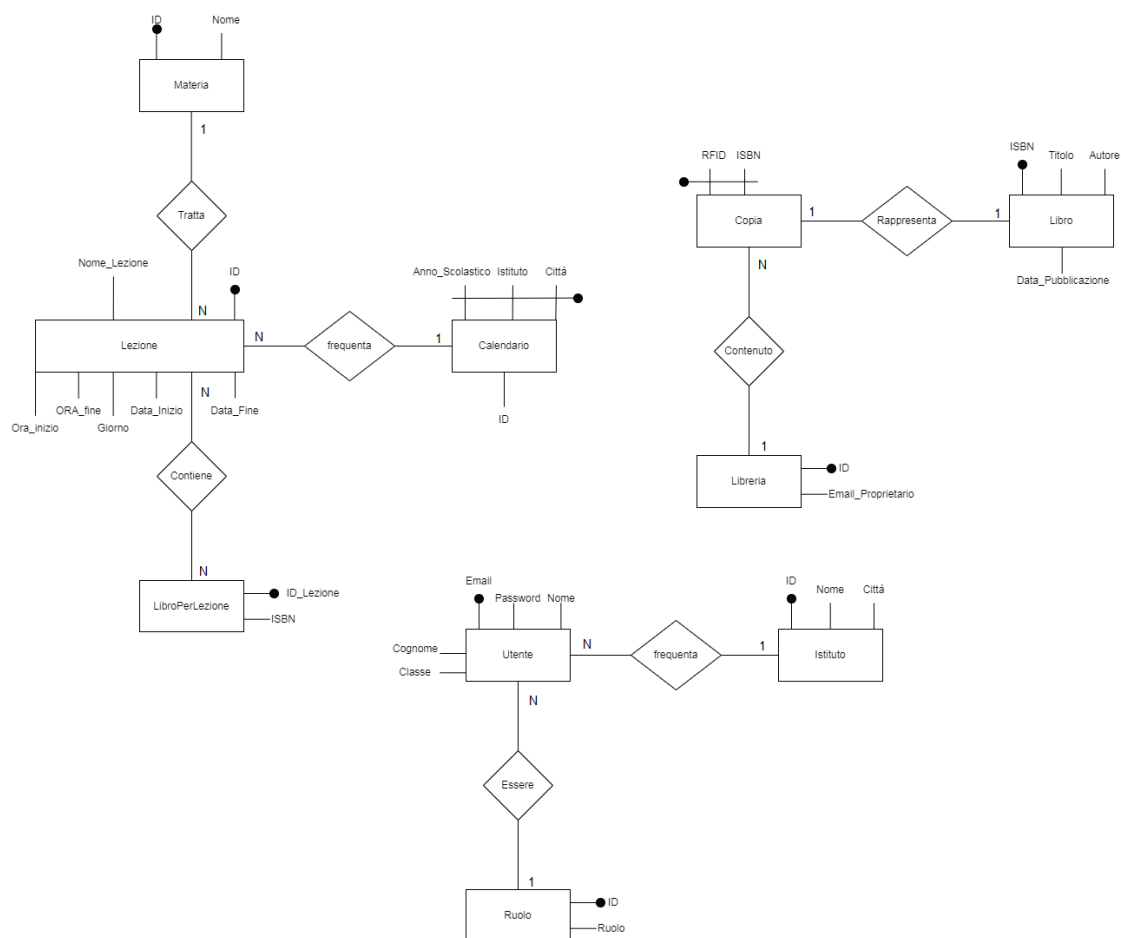 ID Nome
Materia
1
Tratta
Nome_Lezione ID
N
Lezione
N
frequenta
1
Anno_Scolastico Istituto Città
Calendario
ID
N
Ora_inizio ORA_fine Giorno Data_Inizio Data_Fine
Contiene
N
LibroPerLezione
ID_Lezione
ISBN
RFID ISBN
Copia
1
Rappresenta
1
ISBN Titolo Autore
Libro
Data_Pubblicazione
N
Contenuto
1
Libreria
ID
Email_Proprietario
Email Password Nome
Cognome
Classe
Utente
N
frequenta
1
ID Nome Città
Istituto
N
Essere
1
Ruolo
ID
Ruolo